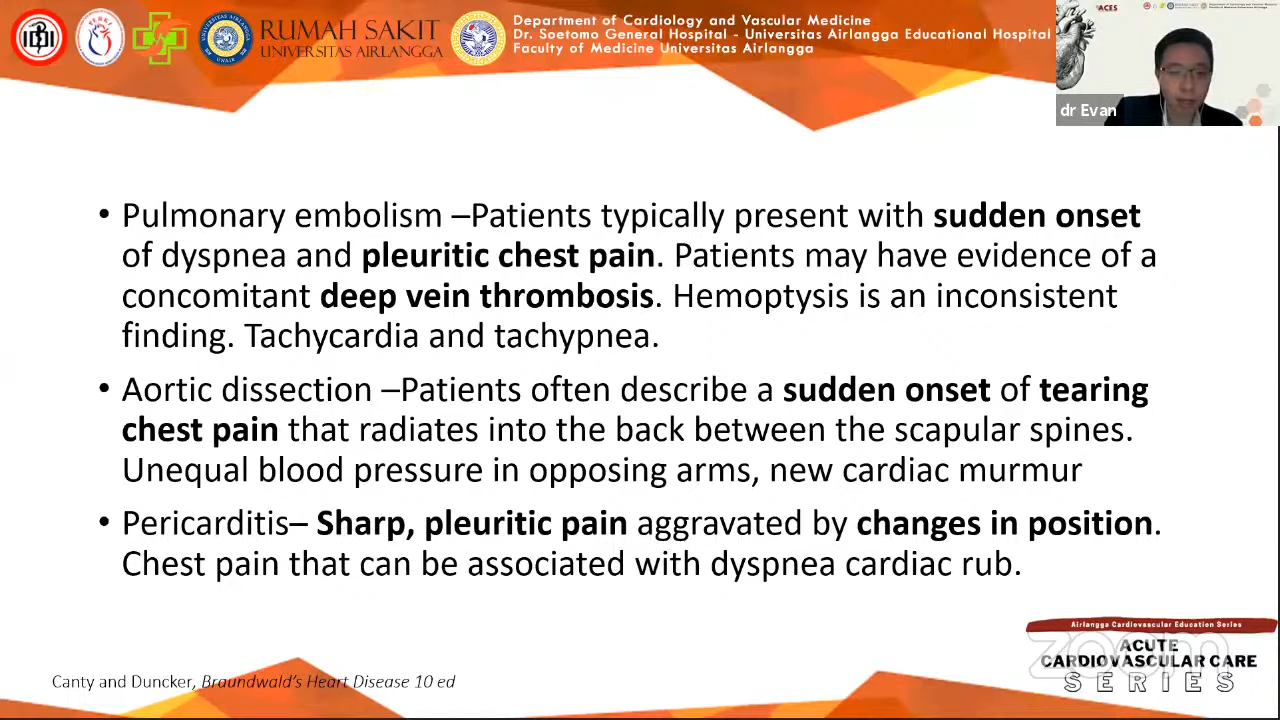 RUMAH SAKIT
UNIVERSITAS AIRLANGGA
Department of Cardiology and Vascular Medicine
Dr. Soetomo General Hospital - Universitas Airlangga Educational Hospital
Faculty of Medicine Universitas Airlangga
ACES
dr Evan
• Pulmonary embolism –Patients typically present with sudden onset
of dyspnea and pleuritic chest pain. Patients may have evidence of a
concomitant deep vein thrombosis. Hemoptysis is an inconsistent
finding. Tachycardia and tachypnea.
• Aortic dissection –Patients often describe a sudden onset of tearing
chest pain that radiates into the back between the scapular spines.
Unequal blood pressure in opposing arms, new cardiac murmur
• Pericarditis– Sharp, pleuritic pain aggravated by changes in position.
Chest pain that can be associated with dyspnea cardiac rub.
Airlangga Cardiovascular Education Series
zoom
ACUTE
CARDIOVASCULAR CARE
SERIES
Canty and Duncker, Braundwald's Heart Disease 10 ed